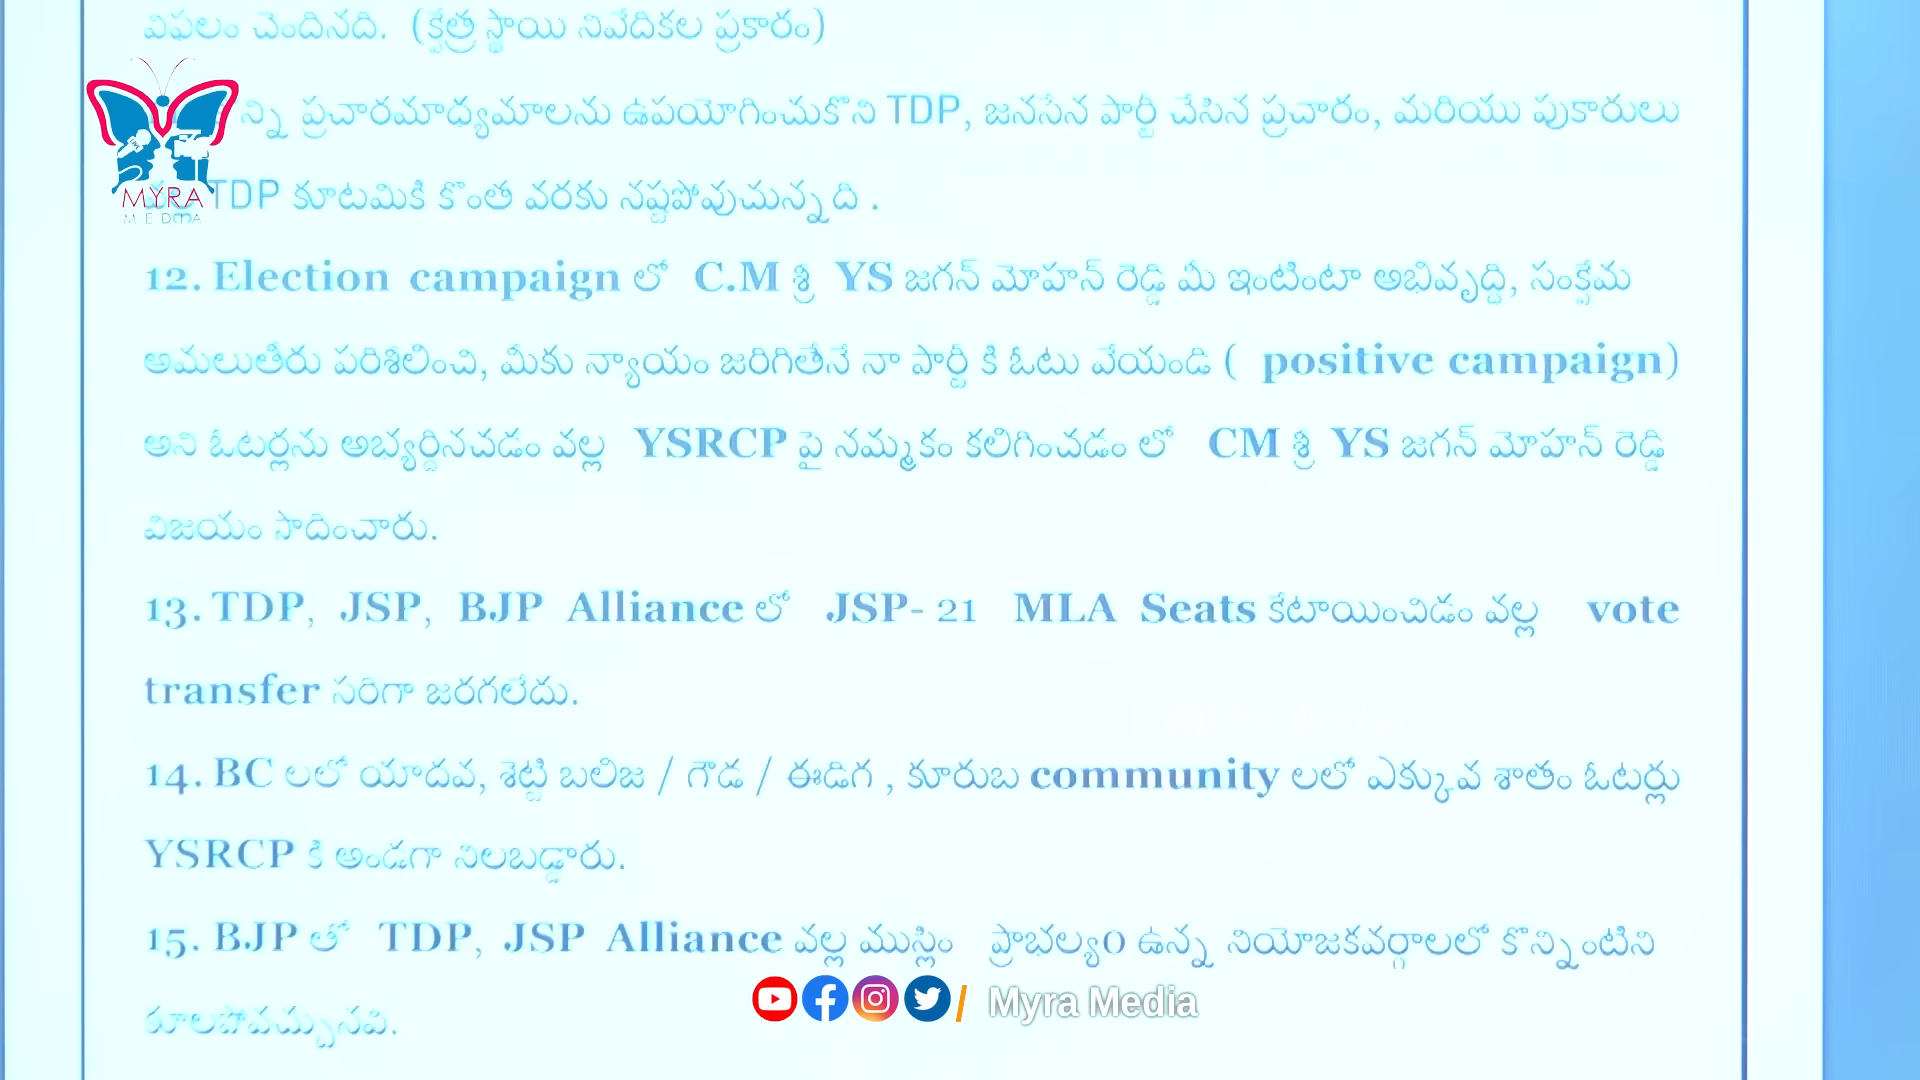 విఫలం చెందినది. (క్షేత్ర స్థాయి నివేదికల ప్రకారం)
న్ని ప్రచారమాధ్యమాలను ఉపయోగించుకొని TDP, జనసేన పార్టీ చేసిన ప్రచారం, మరియు పుకారులు
TDP కూటమికి కొంత వరకు నష్టపోవుచున్నది .
MYRA
MEDIA
12. Election campaign లో C.M శ్రీ YS జగన్ మోహన్ రెడ్డి మీ ఇంటింటా అభివృద్ది, సంక్షేమ
అమలుతీరు పరిశీలించి, మీకు న్యాయం జరిగితేనే నా పార్టీ కి ఓటు వేయండి ( positive campaign)
అని ఓటర్లను అభ్యర్దినచడం వల్ల YSRCP పై నమ్మకం కలిగించడం లో CM శ్రీ YS జగన్ మోహన్ రెడ్డి
విజయం సాదించారు.
13. TDP, JSP, BJP Alliance లో JSP- 21 MLA Seats కేటాయించిడం వల్ల vote
transfer సరిగా జరగలేదు.
14. BC లలో యాదవ, శెట్టి బలిజ / గౌడ / ఈడిగ , కూరుబ community లలో ఎక్కువ శాతం ఓటర్లు
YSRCP కి అండగా నిలబడ్డారు.
15. BJP తో TDP, JSP Alliance వల్ల ముస్లిం ప్రాభల్యం ఉన్న నియోజకవర్గాలలో కొన్నింటిని
కూలపోవచ్చునవి.
/ Myra Media